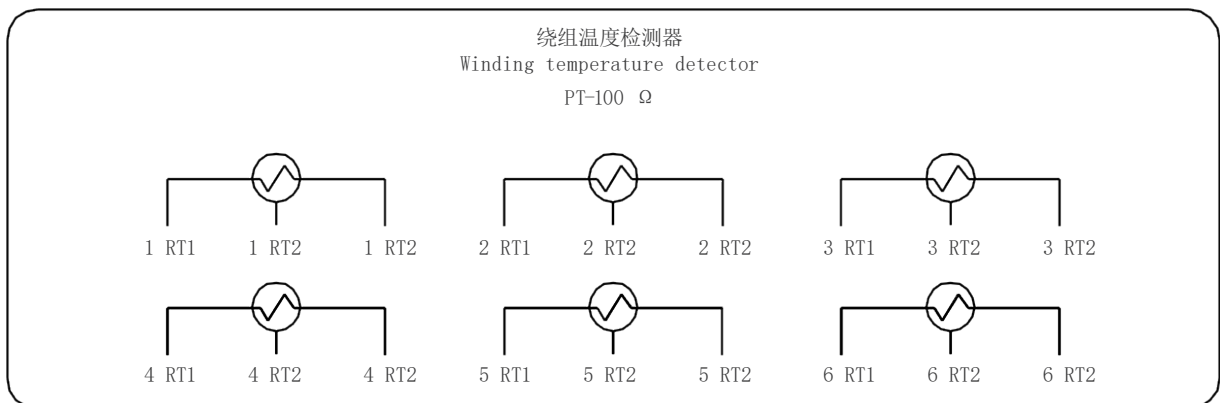 绕组温度检测器
Winding temperature detector
PT-100 Ω
1 RT1 1 RT2 1 RT2 2 RT1 2 RT2 2 RT2 3 RT1 3 RT2 3 RT2
4 RT1 4 RT2 4 RT2 5 RT1 5 RT2 5 RT2 6 RT1 6 RT2 6 RT2